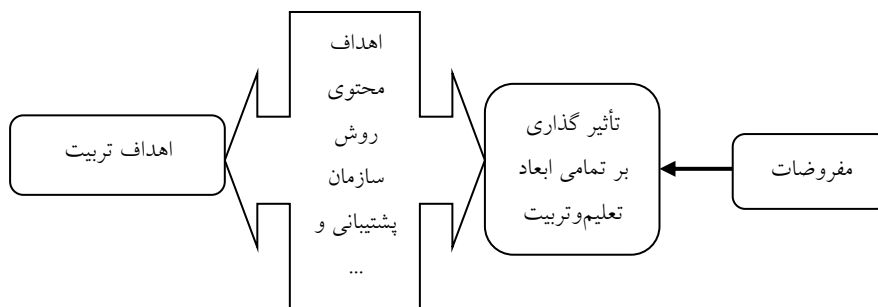 مفروضات
تأثیر گذاری
بر تمامی ابعاد
تعلیم‌وتربیت
اهداف
محتوی
روش
سازمان
پشتیبانی و
...
اهداف تربیت